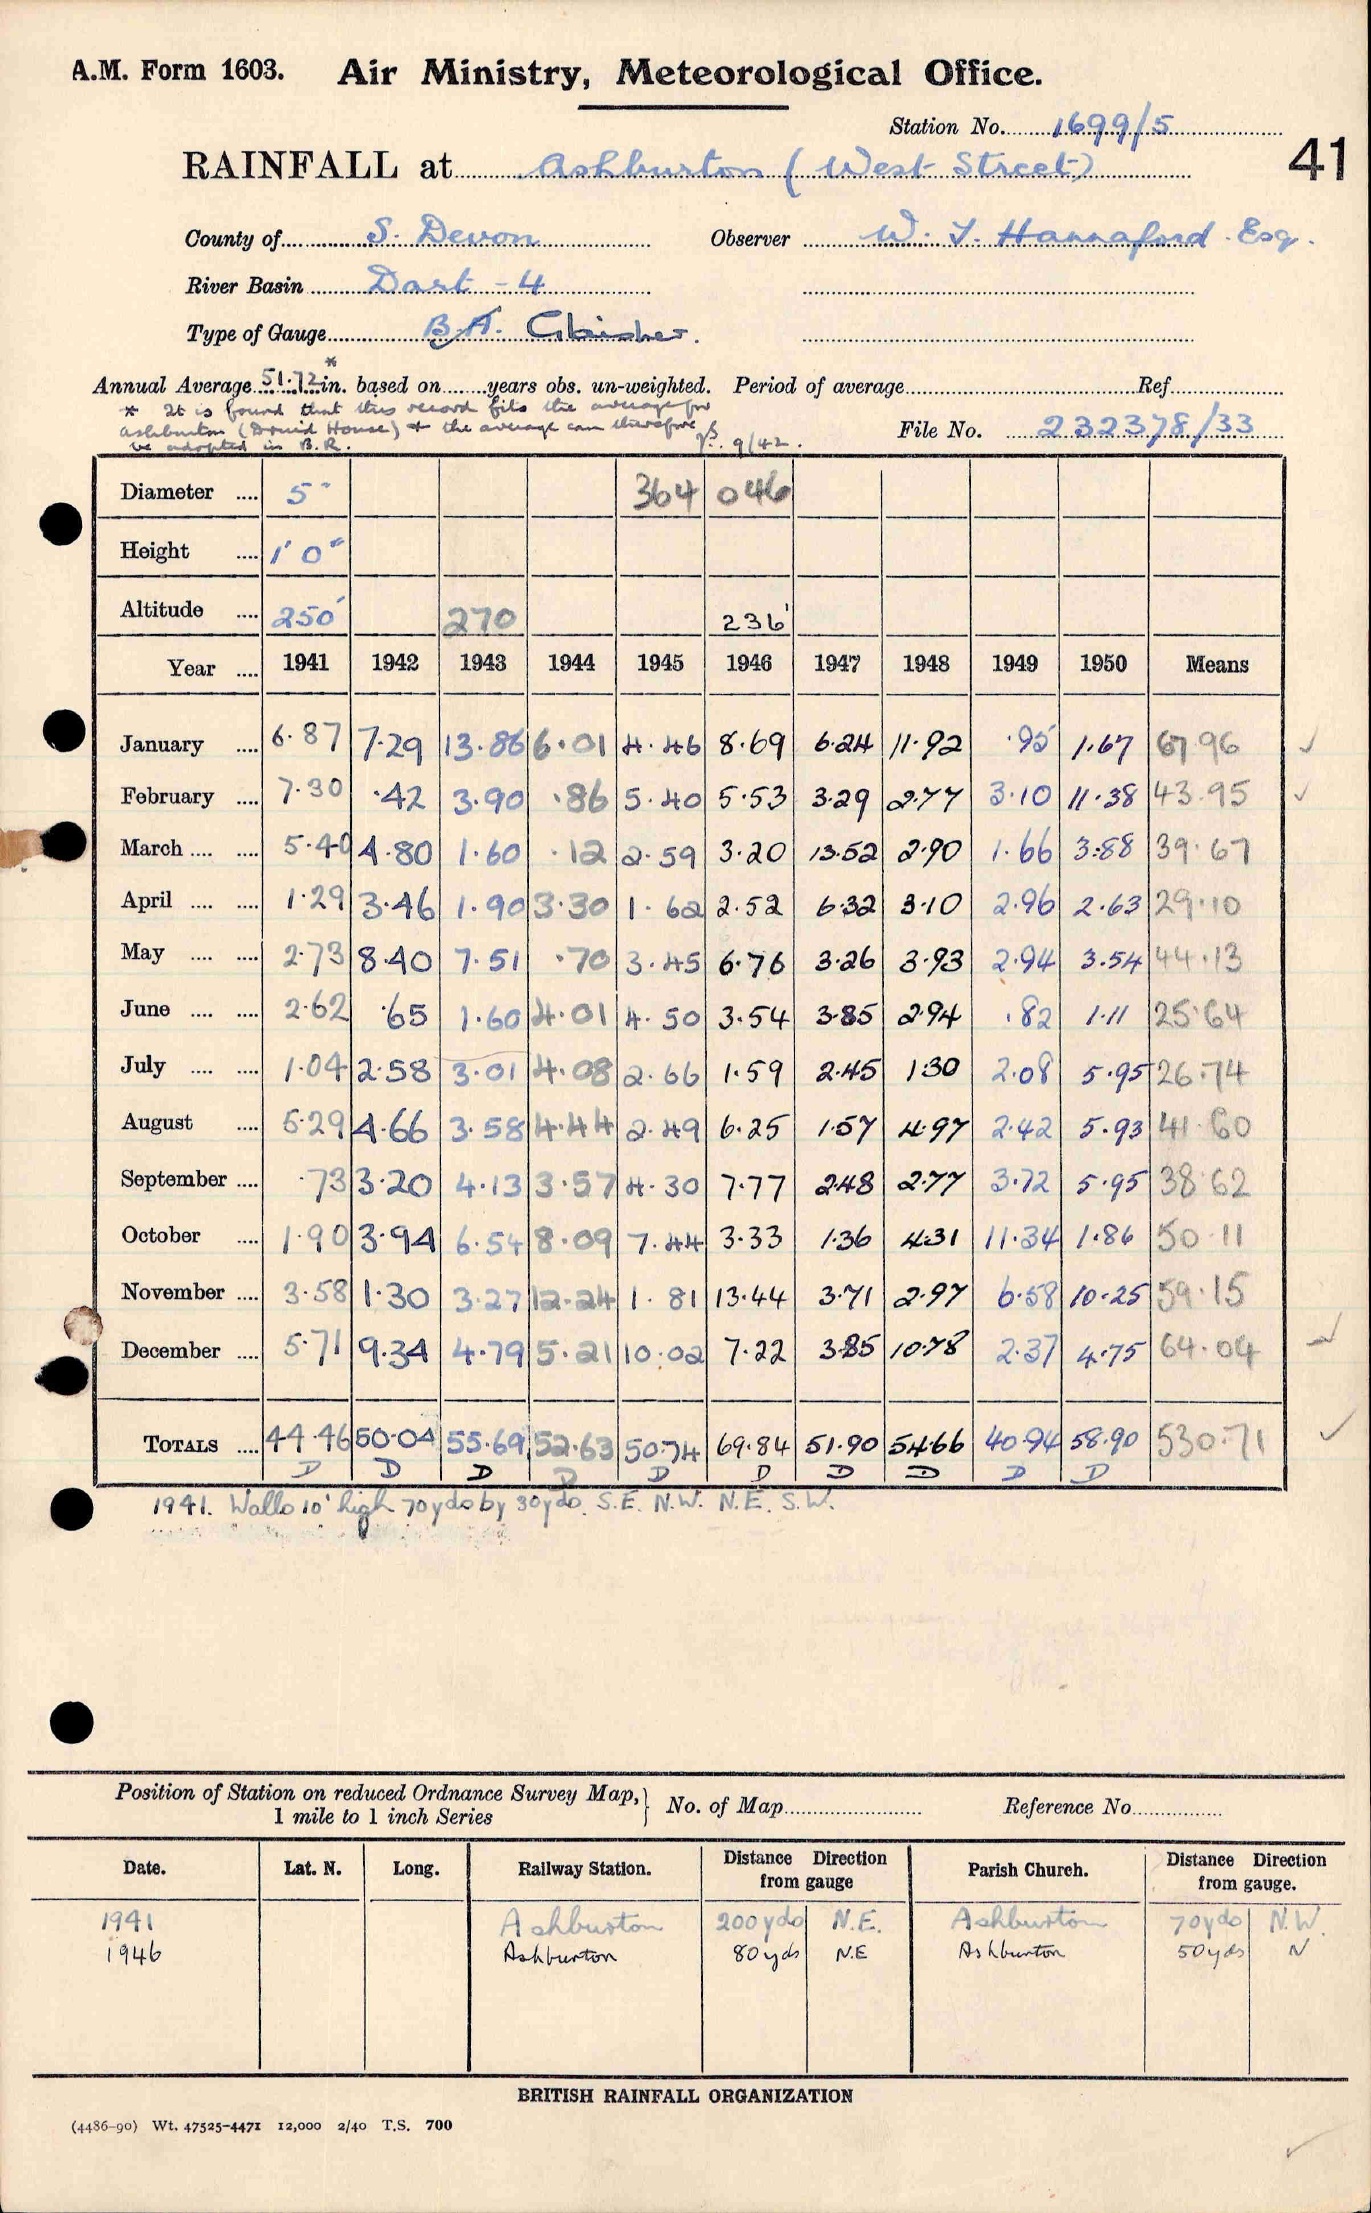 A.M. Form 1603. Air Ministry, Meteorological Office.
Station No. 1699/5
41
RAINFALL at Ashburton (West Street)
County of S. Devon Observer W. J. Hannaford Esq.
River Basin Dart - 4
Type of Gauge B.A. Glaisher.
Annual Average 51.72* in. based on ...... years obs. un-weighted. Period of average Ref.
* It is found that this record fits the average for
Ashburton (Druid House) & the average can therefore
be adopted in B.R. 9/42.
File No. 232378/33
Diameter .... 5" 364 046
Height .... 1' 0"
Altitude .... 250' 270 236'
Year .... 1941 1942 1943 1944 1945 1946 1947 1948 1949 1950 Means
January .... 6.87 7.29 13.86 6.01 4.46 8.69 6.24 11.92 .95 1.67 67.96 ✓
February .... 7.30 .42 3.90 .86 5.40 5.53 3.29 2.77 3.10 11.38 43.95 ✓
March .... .... 5.40 4.80 1.60 .12 2.59 3.20 13.52 2.90 1.66 3.88 39.67
April .... .... 1.29 3.46 1.90 3.30 1.62 2.52 6.32 3.10 2.96 2.63 29.10
May .... .... 2.73 8.40 7.51 .70 3.45 6.76 3.26 3.93 2.94 3.54 44.13
June .... .... 2.62 .65 1.60 4.01 4.50 3.54 3.85 2.94 .82 1.11 25.64
July .... .... 1.04 2.58 3.01 4.08 2.66 1.59 2.45 1.30 2.08 5.95 26.74
August .... 5.29 4.66 3.58 4.44 2.49 6.25 1.57 4.97 2.42 5.93 41.60
September .... .73 3.20 4.13 3.57 4.30 7.77 2.48 2.77 3.72 5.95 38.62
October .... 1.90 3.94 6.54 8.09 7.44 3.33 1.36 4.31 11.34 1.86 50.11
November .... 3.58 1.30 3.27 12.24 1.81 13.44 3.71 2.97 6.58 10.25 59.15
December .... 5.71 9.34 4.79 5.21 10.02 7.22 3.85 10.78 2.37 4.75 64.04 ✓
TOTALS .... 44.46 50.04 55.69 52.63 50.74 69.84 51.90 54.66 40.94 58.90 530.71 ✓
D D D D D D D D D D
1941. Walls 10' high 70yds by 30yds. S.E. N.W. N.E. S.W.
Position of Station on reduced Ordnance Survey Map, 1 mile to 1 inch Series } No. of Map Reference No.
Date. Lat. N. Long. Railway Station. Distance Direction from gauge Parish Church. Distance Direction from gauge.
1941 Ashburton 200yds N.E. Ashburton 70yds N.W.
1946 Ashburton 80yds N.E Ashburton 50yds N
BRITISH RAINFALL ORGANIZATION
(4486-90) Wt. 47525-4471 12,000 2/40 T.S. 700